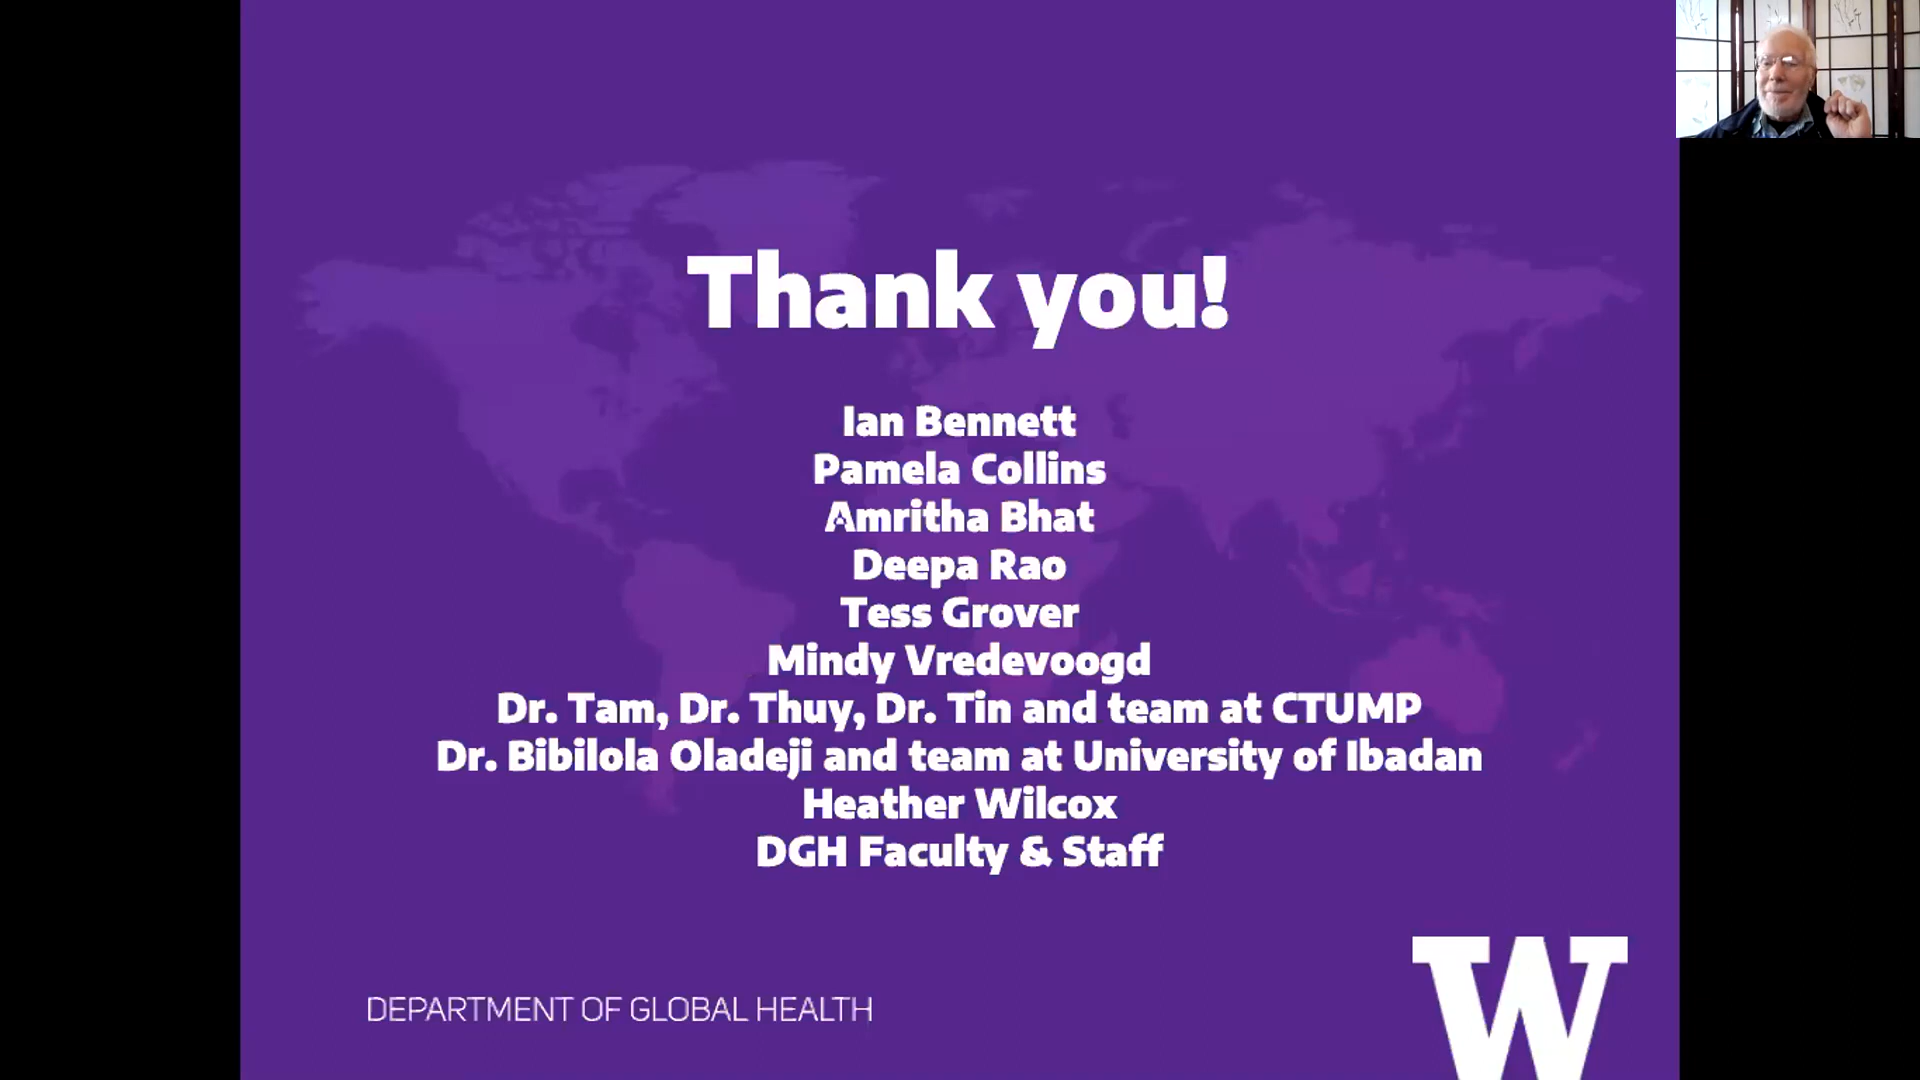 Thank you!
Ian Bennett
Pamela Collins
Amritha Bhat
Deepa Rao
Tess Grover
Mindy Vredevoogd
Dr. Tam, Dr. Thuy, Dr. Tin and team at CTUMP
Dr. Bibilola Oladeji and team at University of Ibadan
Heather Wilcox
DGH Faculty & Staff
DEPARTMENT OF GLOBAL HEALTH
W